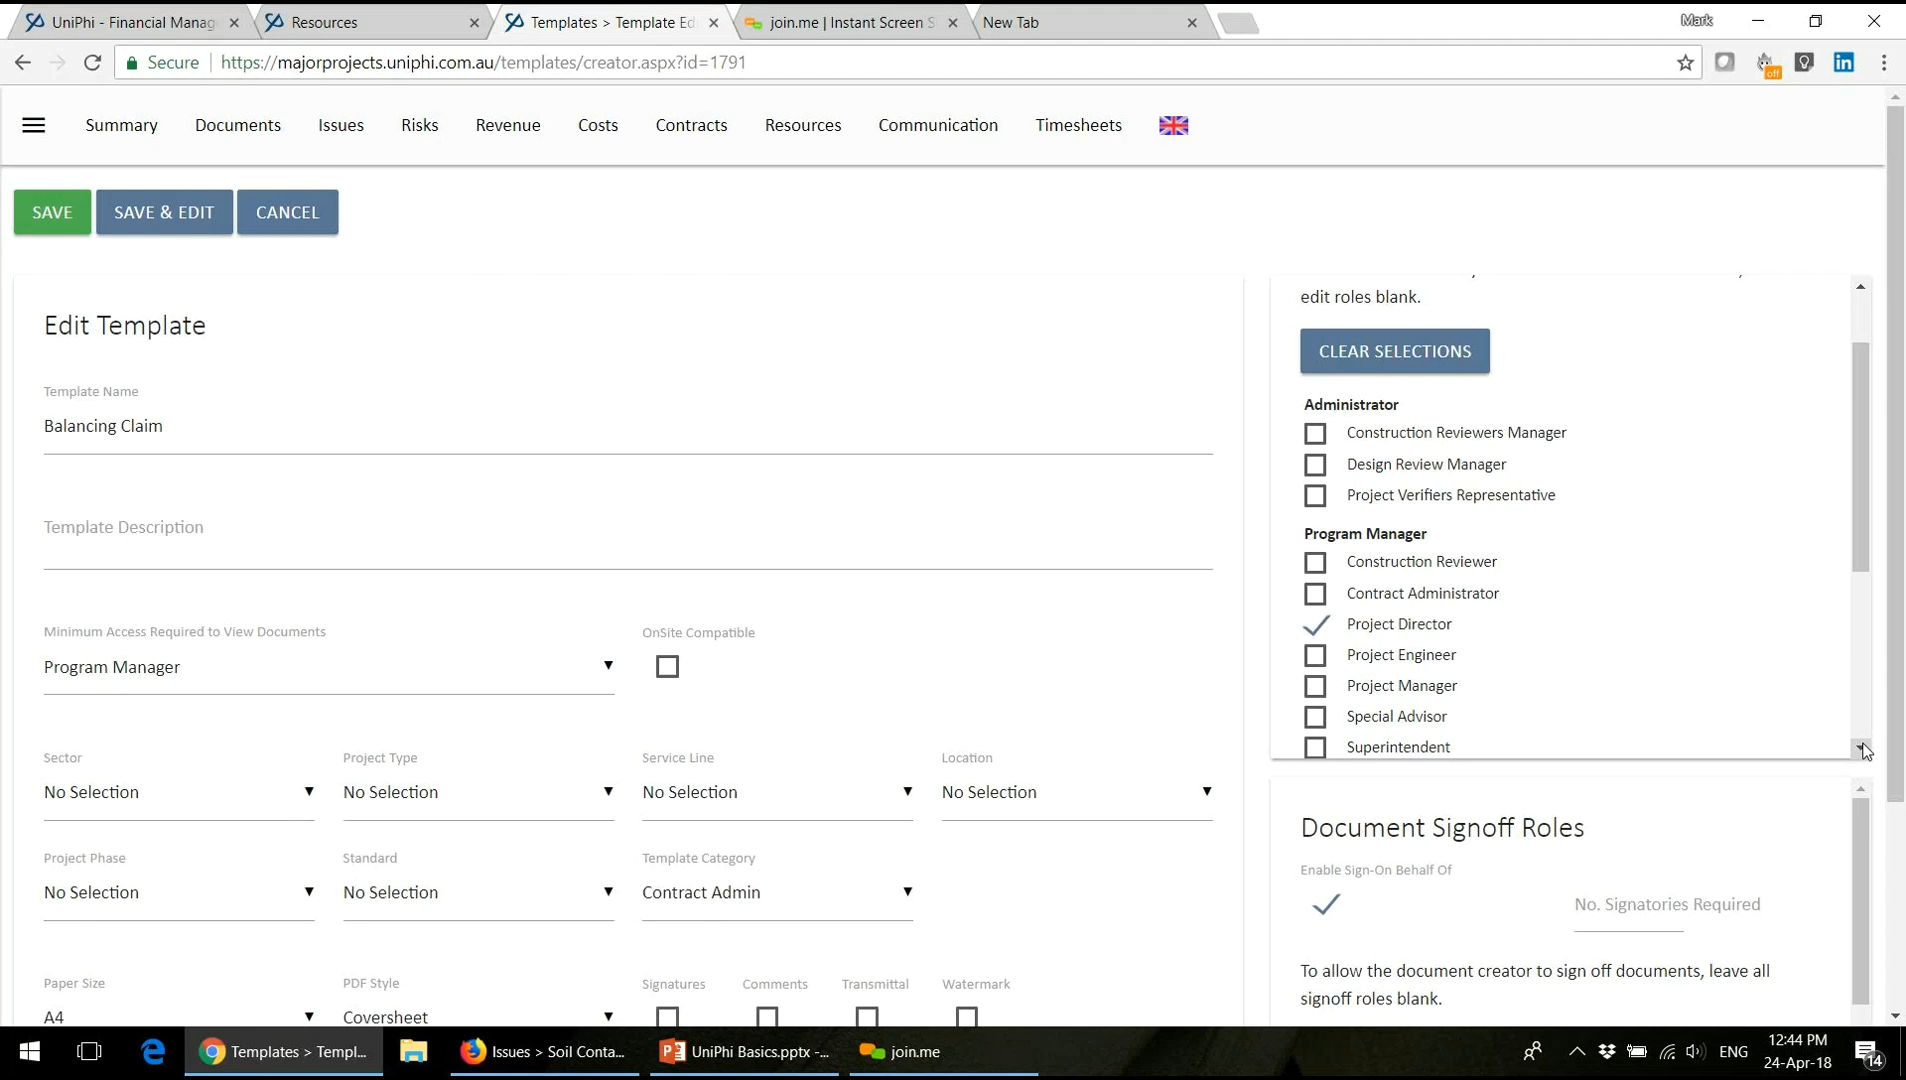 UniPhi - Financial Manag
Resources
Templates > Template Ed
join.me | Instant Screen S
New Tab
Mark
Secure
https://majorprojects.uniphi.com.au/templates/creator.aspx?id=1791
off
in
Summary
Documents
Issues
Risks
Revenue
Costs
Contracts
Resources
Communication
Timesheets
SAVE
SAVE & EDIT
CANCEL
Edit Template
Template Name
Balancing Claim
Template Description
Minimum Access Required to View Documents
Program Manager
OnSite Compatible
Sector
No Selection
Project Type
No Selection
Service Line
No Selection
Location
No Selection
Project Phase
No Selection
Standard
No Selection
Template Category
Contract Admin
Paper Size
A4
PDF Style
Coversheet
Signatures
Comments
Transmittal
Watermark
edit roles blank.
CLEAR SELECTIONS
Administrator
Construction Reviewers Manager
Design Review Manager
Project Verifiers Representative
Program Manager
Construction Reviewer
Contract Administrator
Project Director
Project Engineer
Project Manager
Special Advisor
Superintendent
Document Signoff Roles
Enable Sign-On Behalf Of
No. Signatories Required
To allow the document creator to sign off documents, leave all
signoff roles blank.
Templates > Templ...
Issues > Soil Conta...
UniPhi Basics.pptx -...
join.me
ENG
12:44 PM
24-Apr-18
14